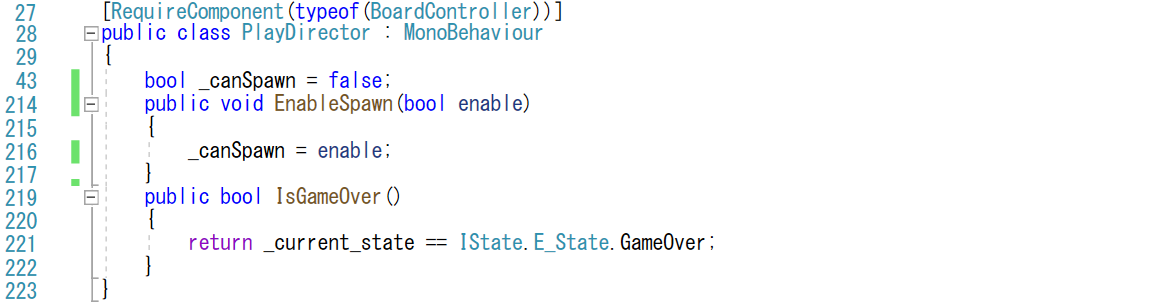 27 [RequireComponent(typeof(BoardController))]
28 public class PlayDirector : MonoBehaviour
29 {
43 bool _canSpawn = false;
214 public void EnableSpawn(bool enable)
215 {
216 _canSpawn = enable;
217 }
219 public bool IsGameOver()
220 {
221 return _current_state == IState.E_State.GameOver;
222 }
223 }